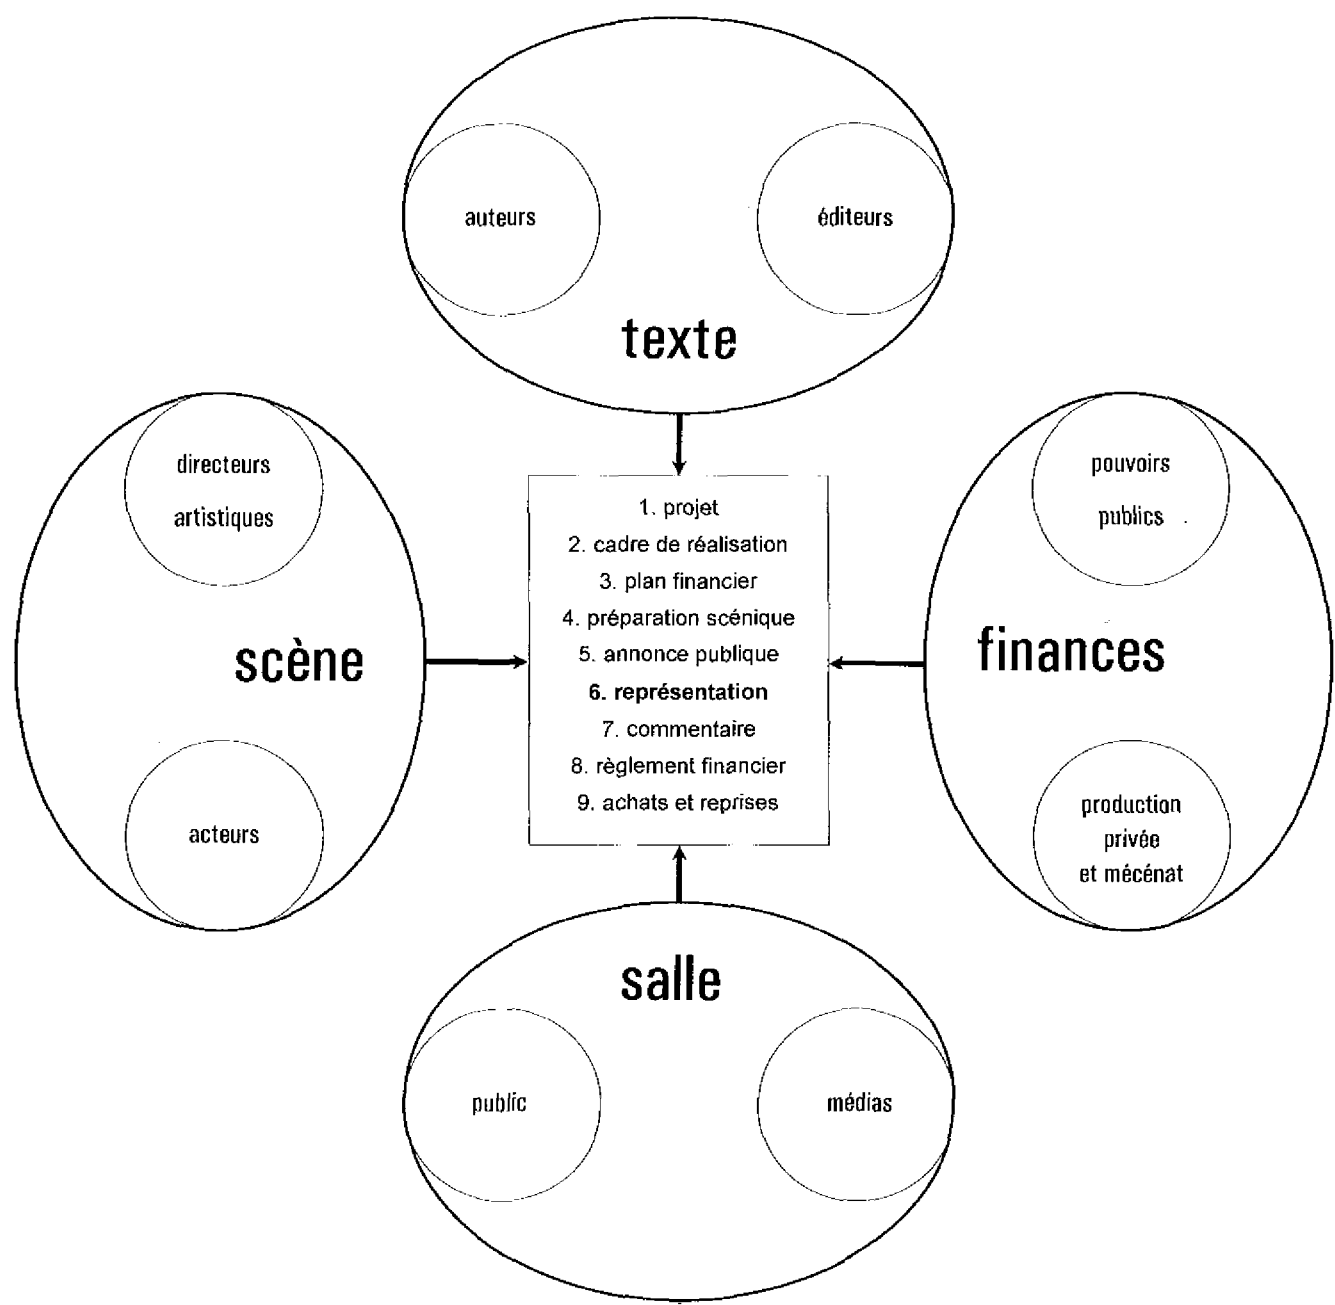 auteurs
éditeurs
texte
directeurs
artistiques
scène
acteurs
1. projet
2. cadre de réalisation
3. plan financier
4. préparation scénique
5. annonce publique
6. représentation
7. commentaire
8. règlement financier
9. achats et reprises
pouvoirs
publics
finances
production
privée
et mécénat
salle
public
médias